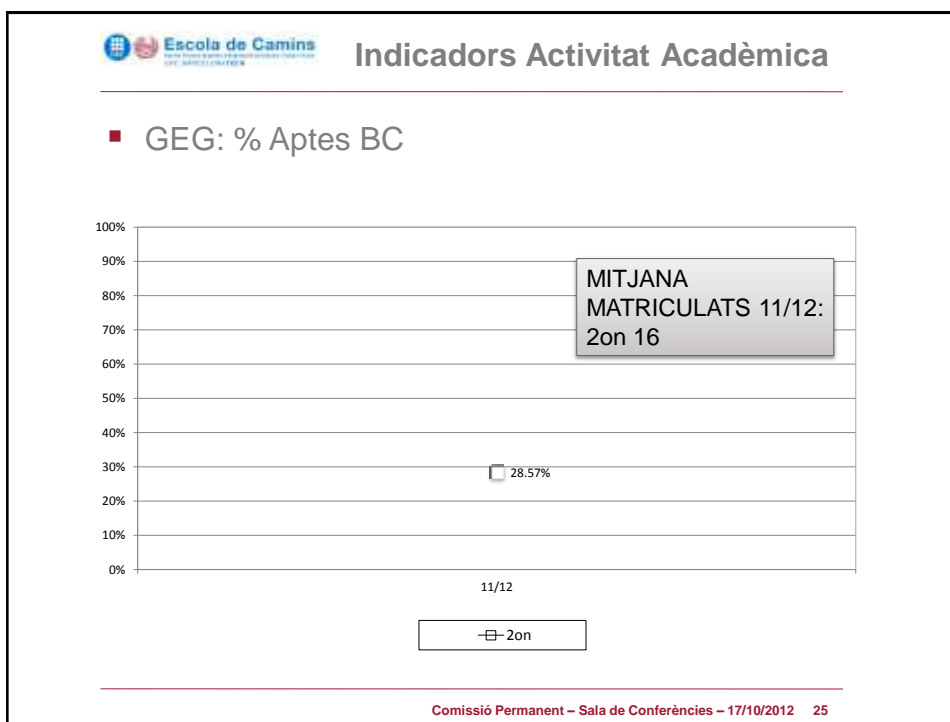 Escola de Camins
Indicadors Activitat Acadèmica
GEG: % Aptes BC
100%
90%
80%
70%
60%
50%
40%
30%
20%
10%
0%
MITJANA
MATRICULATS 11/12:
2on 16
28.57%
11/12
2on
Comissió Permanent – Sala de Conferències – 17/10/2012 25